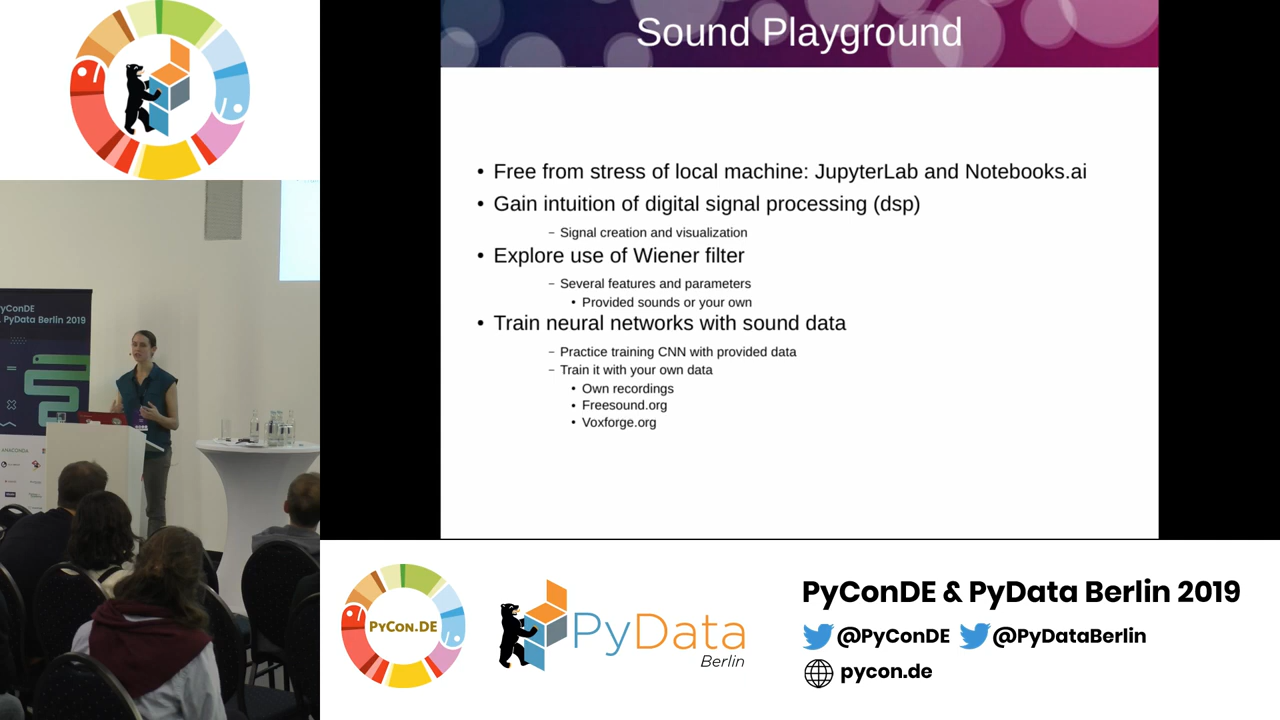 Sound Playground
• Free from stress of local machine: JupyterLab and Notebooks.ai
• Gain intuition of digital signal processing (dsp)
– Signal creation and visualization
• Explore use of Wiener filter
– Several features and parameters
• Provided sounds or your own
• Train neural networks with sound data
– Practice training CNN with provided data
– Train it with your own data
• Own recordings
• Freesound.org
• Voxforge.org
yConDE
PyData Berlin 2019
ANACONDA
PYCON.DE
PyData
Berlin
PyConDE & PyData Berlin 2019
@PyConDE @PyDataBerlin
pycon.de